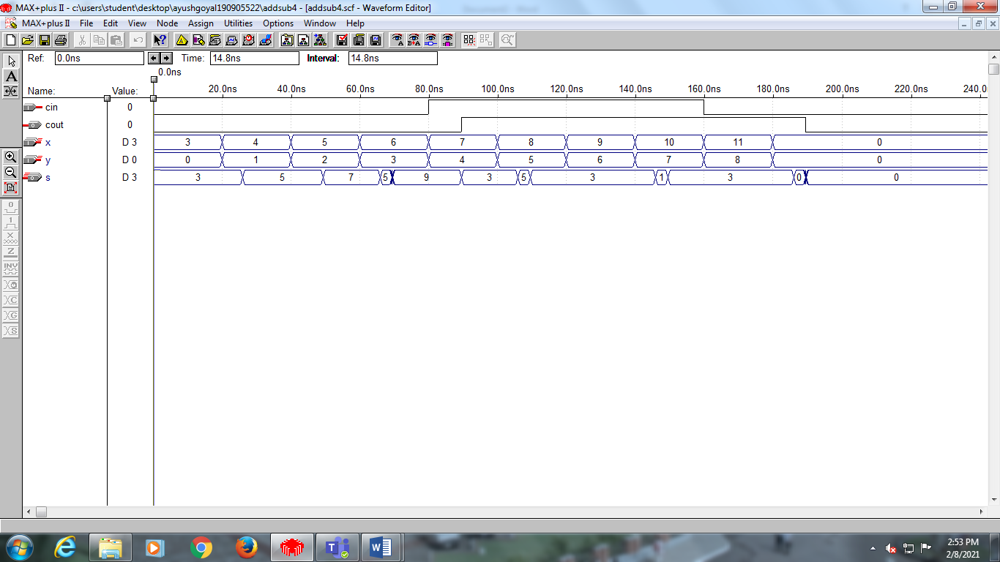 MAX+plus II - c:\users\student\desktop\ayushgoyal190905522\addsub4 - [addsub4.scf - Waveform Editor]
MAX+plus II File Edit View Node Assign Utilities Options Window Help
Ref: 0.0ns Time: 14.8ns Interval: 14.8ns
0.0ns
Name: Value: 20.0ns 40.0ns 60.0ns 80.0ns 100.0ns 120.0ns 140.0ns 160.0ns 180.0ns 200.0ns 220.0ns 240.0
cin 0
cout 0
x D 3 3 4 5 6 7 8 9 10 11 0
y D 0 0 1 2 3 4 5 6 7 8 0
s D 3 3 5 7 5 9 3 5 3 1 3 0 0
A
0
1
X
Z
INV
C
G
S
2:53 PM
2/8/2021